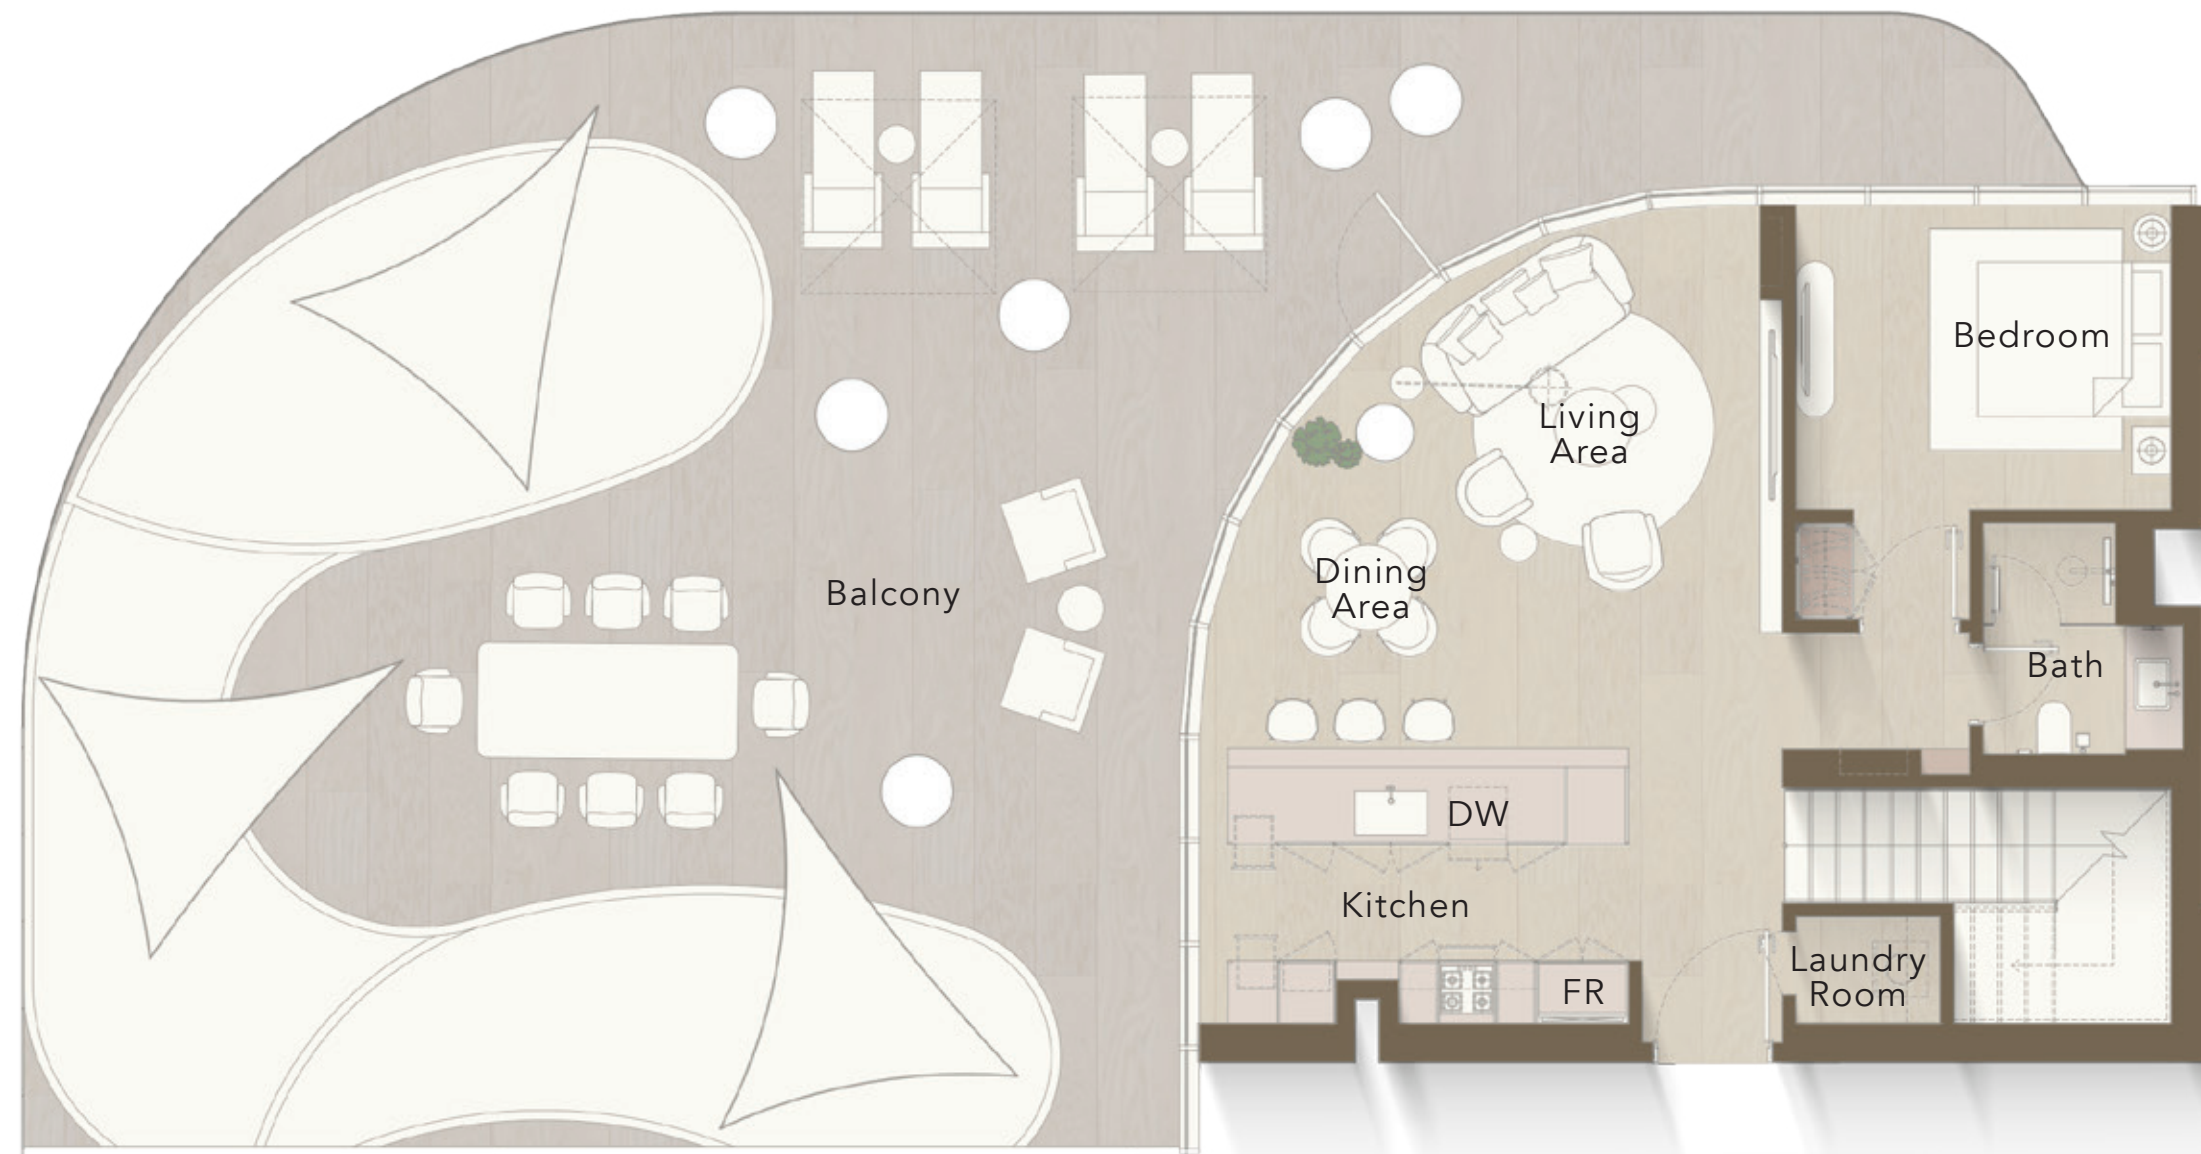 Bedroom
Living
Area
Dining
Area
Balcony
Bath
DW
Kitchen
Laundry
Room
FR